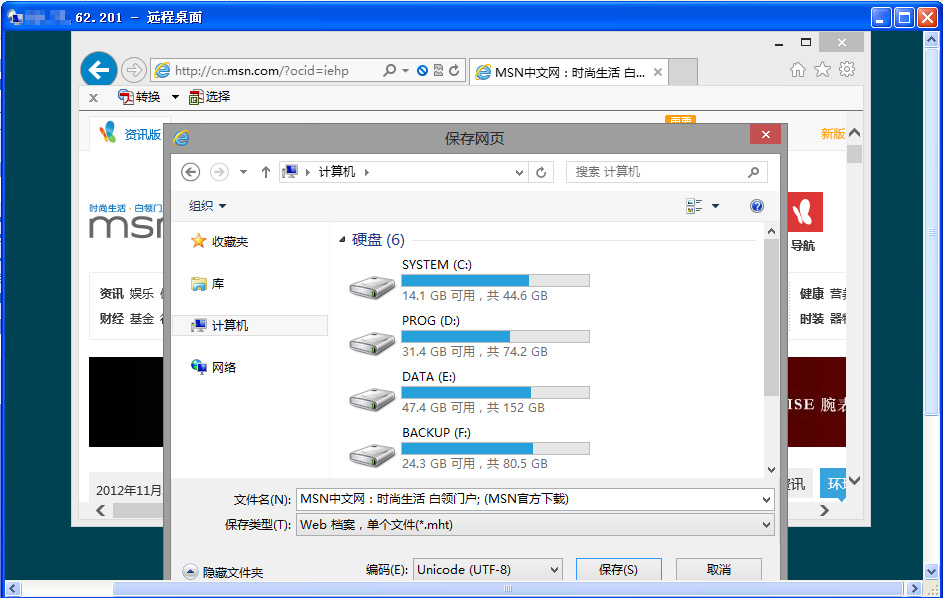 62.201 - 远程桌面
http://cn.msn.com/?ocid=iehp
MSN中文网：时尚生活 白...
转换 选择
资讯版
新版
保存网页
计算机
搜索 计算机
组织
时尚生活·白领门
msn
导航
收藏夹
库
计算机
网络
硬盘 (6)
SYSTEM (C:)
14.1 GB 可用，共 44.6 GB
PROG (D:)
31.4 GB 可用，共 74.2 GB
DATA (E:)
47.4 GB 可用，共 152 GB
BACKUP (F:)
24.3 GB 可用，共 80.5 GB
资讯 娱乐
健康 营
财经 基金
时装 器
ISE 腕表
2012年11月
资讯
环
文件名(N): MSN中文网：时尚生活 白领门户; (MSN官方下载)
保存类型(T): Web 档案，单个文件(*.mht)
隐藏文件夹
编码(E): Unicode (UTF-8)
保存(S)
取消